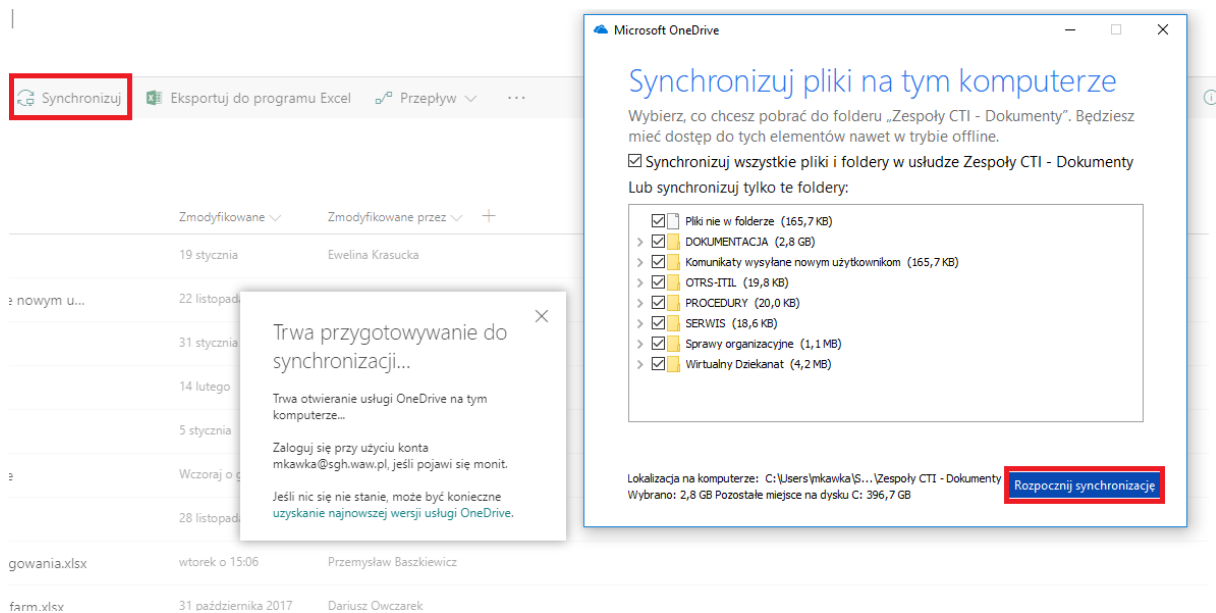 Synchronizuj
Eksportuj do programu Excel
Przepływ
...
Zmodyfikowane
Zmodyfikowane przez
19 stycznia
Ewelina Krasucka
e nowym u...
22 listopad
31 stycznia
14 lutego
5 stycznia
Wczoraj o g
28 listopad
gowania.xlsx
wtorek o 15:06
Przemysław Baszkiewicz
farm.xlsx
31 październik 2017
Dariusz Owczarek
Trwa przygotowywanie do
synchronizacji...
Trwa otwieranie usługi OneDrive na tym
komputerze...
Zaloguj się przy użyciu konta
mkawka@sgh.waw.pl, jeśli pojawi się monit.
Jeśli nic się nie stanie, może być konieczne
uzyskanie najnowszej wersji usługi OneDrive.
Microsoft OneDrive
Synchronizuj pliki na tym komputerze
Wybierz, co chcesz pobrać do folderu „Zespoły CTI - Dokumenty”. Będziesz
mieć dostęp do tych elementów nawet w trybie offline.
Synchronizuj wszystkie pliki i foldery w usłudze Zespoły CTI - Dokumenty
Lub synchronizuj tylko te foldery:
Pliki nie w folderze (165,7 KB)
DOKUMENTACJA (2,8 GB)
Komunikaty wysyłane nowym użytkownikom (165,7 KB)
OTRS-ITIL (19,8 KB)
PROCEDURY (20,0 KB)
SERWIS (18,6 KB)
Sprawy organizacyjne (1,1 MB)
Wirtualny Dziekanat (4,2 MB)
Lokalizacja na komputerze: C:\Users\mkawka\S...\Zespoły CTI - Dokumenty
Wybrano: 2,8 GB Pozostałe miejsce na dysku C: 396,7 GB
Rozpocznij synchronizację